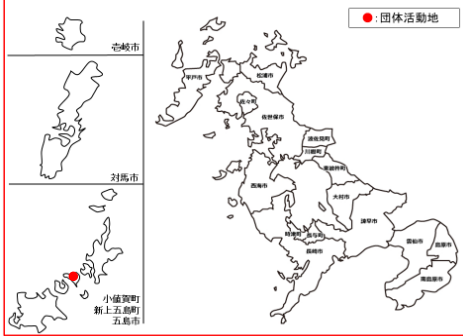 ●:団体活動地
壱岐市
対馬市
小値賀町
新上五島町
五島市
平戸市
松浦市
佐々町
佐世保市
波佐見町
川棚町
東彼杵町
西海市
大村市
時津町
長与町
諫早市
長崎市
雲仙市
島原市
南島原市